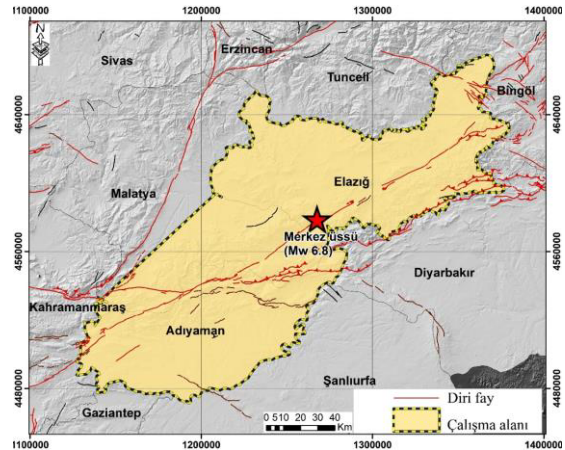 1100000 1200000 1300000 1400000
N
Erzincan
Sivas
Tunceli
Bingöl
4640000 4640000
Elazığ
Malatya
Merkez üssü
(Mw 6.8)
4560000 4560000
Diyarbakır
Kahramanmaraş
Adıyaman
Şanlıurfa
4480000 4480000
Gaziantep
0 5 10 20 30 40
Km
Diri fay
Çalışma alanı
1100000 1200000 1300000 1400000